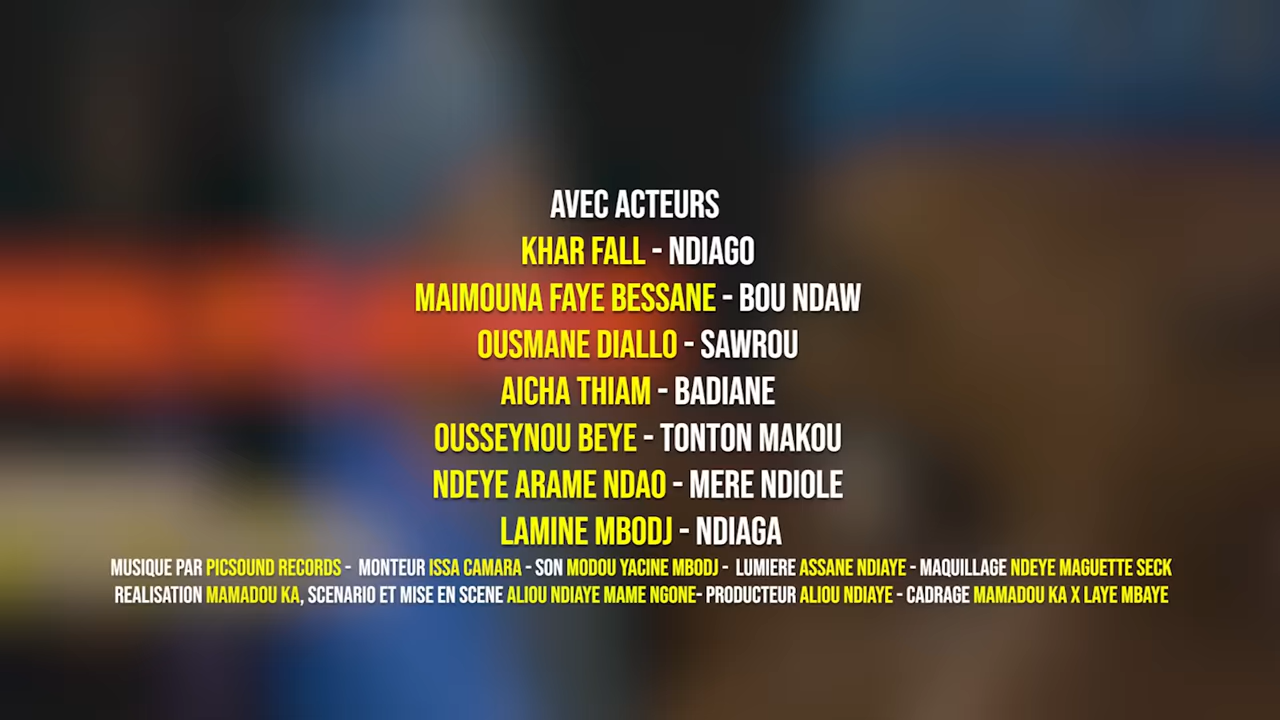 AVEC ACTEURS
KHAR FALL - NDIAGO
MAIMOUNA FAYE BESSANE - BOU NDAW
OUSMANE DIALLO - SAWROU
AICHA THIAM - BADIANE
OUSSEYNOU BEYE - TONTON MAKOU
NDEYE ARAME NDAO - MERE NDIOLE
LAMINE MBODJ - NDIAGA
MUSIQUE PAR PICSOUND RECORDS - MONTEUR ISSA CAMARA - SON MODOU YACINE MBODJ - LUMIERE ASSANE NDIAYE - MAQUILLAGE NDEYE MAGUETTE SECK
REALISATION MAMADOU KA, SCENARIO ET MISE EN SCENE ALIOU NDIAYE MAME NGONE- PRODUCTEUR ALIOU NDIAYE - CADRAGE MAMADOU KA X LAYE MBAYE